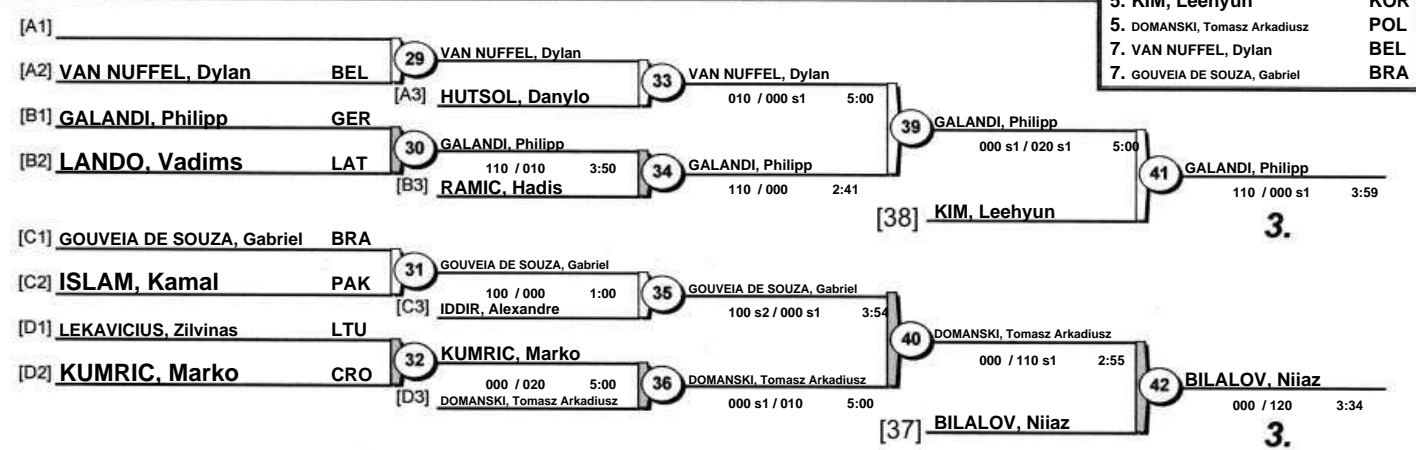 5. KIM, Leehyun KOR
5. DOMANSKI, Tomasz Arkadiusz POL
7. VAN NUFFEL, Dylan BEL
7. GOUVEIA DE SOUZA, Gabriel BRA
[A1]
[A2] VAN NUFFEL, Dylan BEL
29 VAN NUFFEL, Dylan
[A3] HUTSOL, Danylo
33 VAN NUFFEL, Dylan
010 / 000 s1 5:00
[B1] GALANDI, Philipp GER
[B2] LANDO, Vadims LAT
30 GALANDI, Philipp
110 / 010 3:50
[B3] RAMIC, Hadis
34 GALANDI, Philipp
110 / 000 2:41
39 GALANDI, Philipp
000 s1 / 020 s1 5:00
[38] KIM, Leehyun
41 GALANDI, Philipp
110 / 000 s1 3:59
3.
[C1] GOUVEIA DE SOUZA, Gabriel BRA
[C2] ISLAM, Kamal PAK
31 GOUVEIA DE SOUZA, Gabriel
100 / 000 1:00
[C3] IDDIR, Alexandre
35 GOUVEIA DE SOUZA, Gabriel
100 s2 / 000 s1 3:54
[D1] LEKAVICIUS, Zilvinas LTU
[D2] KUMRIC, Marko CRO
32 KUMRIC, Marko
000 / 020 5:00
[D3] DOMANSKI, Tomasz Arkadiusz
36 DOMANSKI, Tomasz Arkadiusz
000 s1 / 010 5:00
40 DOMANSKI, Tomasz Arkadiusz
000 / 110 s1 2:55
[37] BILALOV, Niiaz
42 BILALOV, Niiaz
000 / 120 3:34
3.